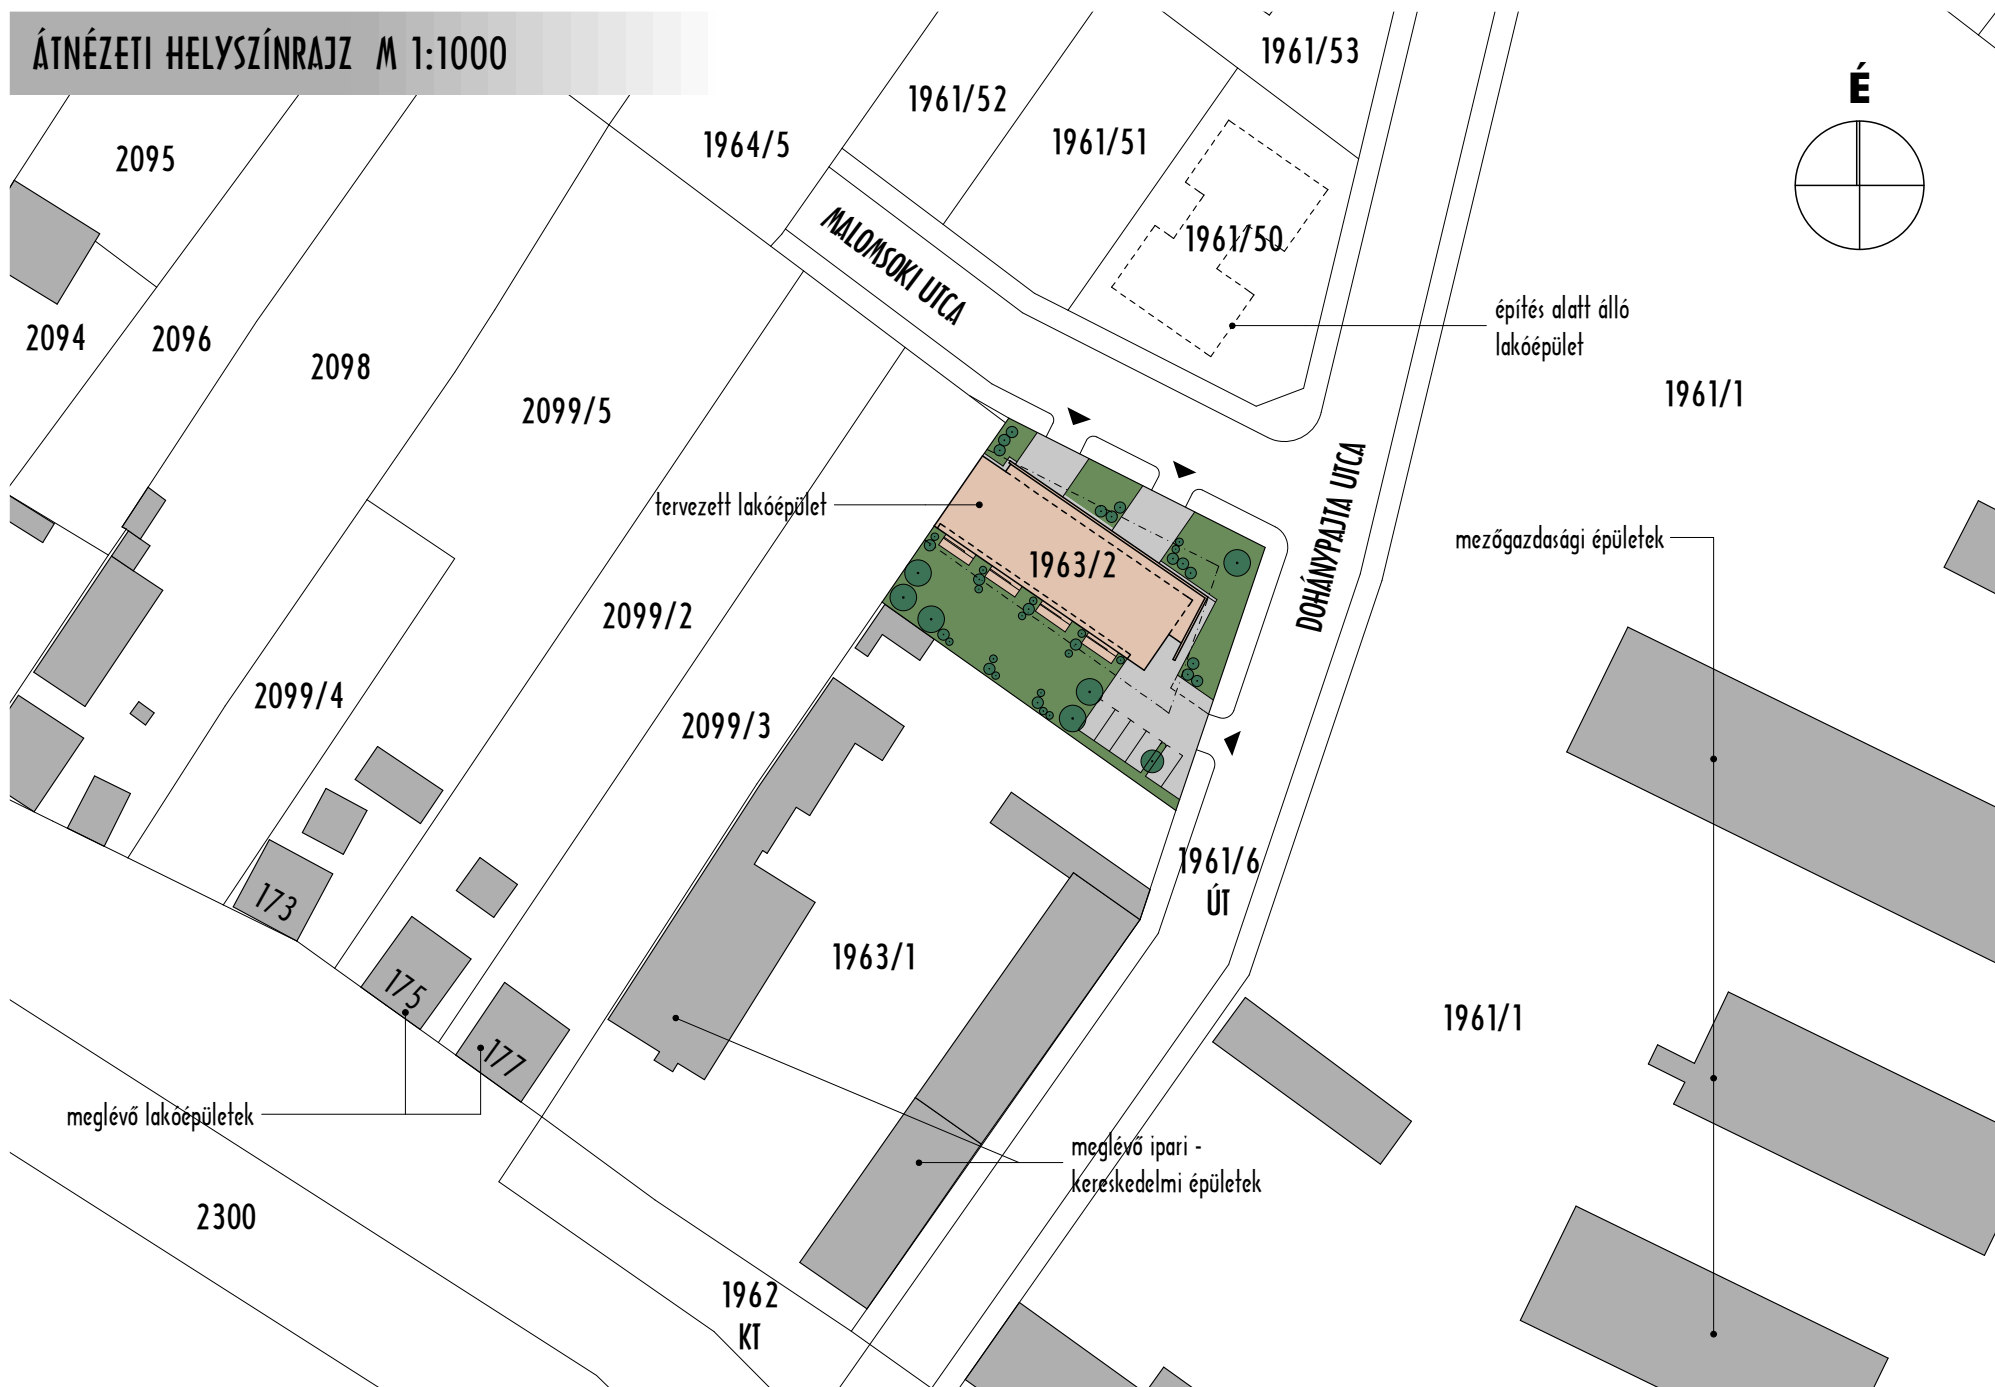 ÁTNÉZETI HELYSZÍNRAJZ M 1:1000
1961/53
É
1961/52
1961/51
1964/5
2095
MALOMSOKI UTCA
1961/50
építés alatt álló
lakóépület
2094
2096
2098
1961/1
2099/5
DOHÁNYPAJTA UTCA
tervezett lakóépület
mezőgazdasági épületek
1963/2
2099/2
2099/4
2099/3
1961/6
ÚT
173
1963/1
175
1961/1
177
meglévő lakóépületek
meglévő ipari -
kereskedelmi épületek
2300
1962
KT